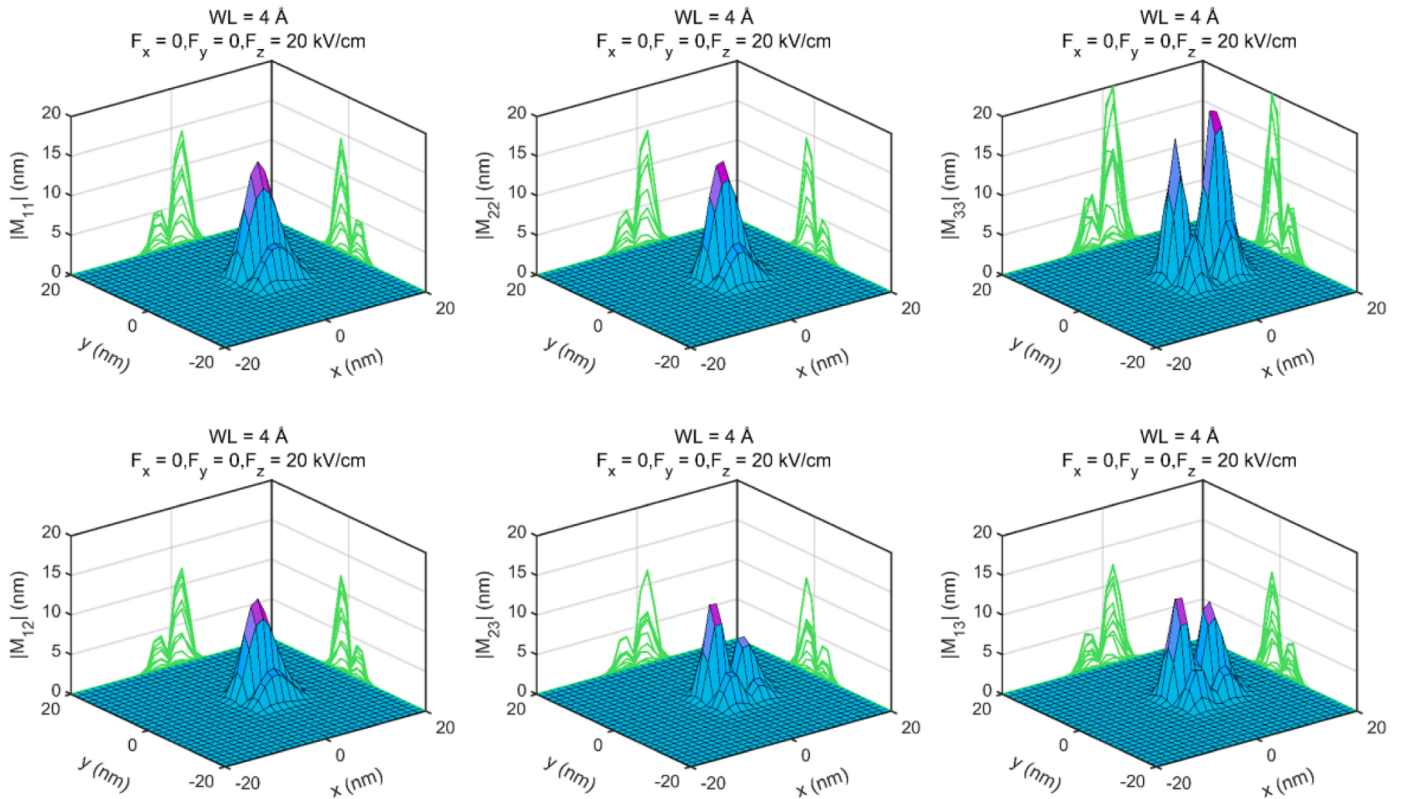 WL = 4 Å
F_x = 0,F_y = 0,F_z = 20 kV/cm
|M_11| (nm)
20
15
10
5
0
20
0
-20
y (nm)
-20
0
20
x (nm)
WL = 4 Å
F_x = 0,F_y = 0,F_z = 20 kV/cm
|M_22| (nm)
20
15
10
5
0
20
0
-20
y (nm)
-20
0
20
x (nm)
WL = 4 Å
F_x = 0,F_y = 0,F_z = 20 kV/cm
|M_33| (nm)
20
15
10
5
0
20
0
-20
y (nm)
-20
0
20
x (nm)
WL = 4 Å
F_x = 0,F_y = 0,F_z = 20 kV/cm
|M_12| (nm)
20
15
10
5
0
20
0
-20
y (nm)
-20
0
20
x (nm)
WL = 4 Å
F_x = 0,F_y = 0,F_z = 20 kV/cm
|M_23| (nm)
20
15
10
5
0
20
0
-20
y (nm)
-20
0
20
x (nm)
WL = 4 Å
F_x = 0,F_y = 0,F_z = 20 kV/cm
|M_13| (nm)
20
15
10
5
0
20
0
-20
y (nm)
-20
0
20
x (nm)